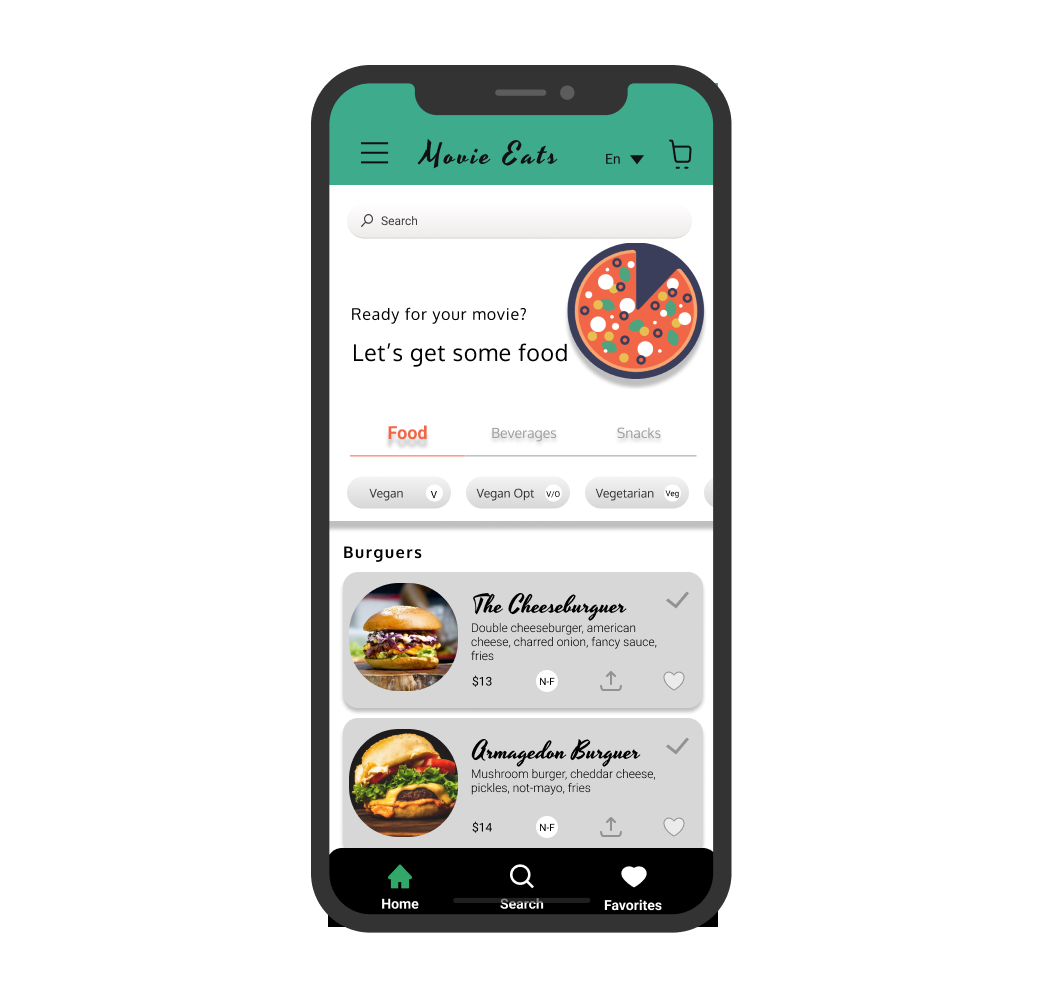 Movie Eats
En
Search
Ready for your movie?
Let's get some food
Food Beverages Snacks
Vegan V Vegan Opt V/O Vegetarian Veg
Burguers
The Cheeseburguer
Double cheeseburger, american
cheese, charred onion, fancy sauce,
fries
$13 N-F
Armagedon Burguer
Mushroom burger, cheddar cheese,
pickles, not-mayo, fries
$14 N-F
Home Search Favorites